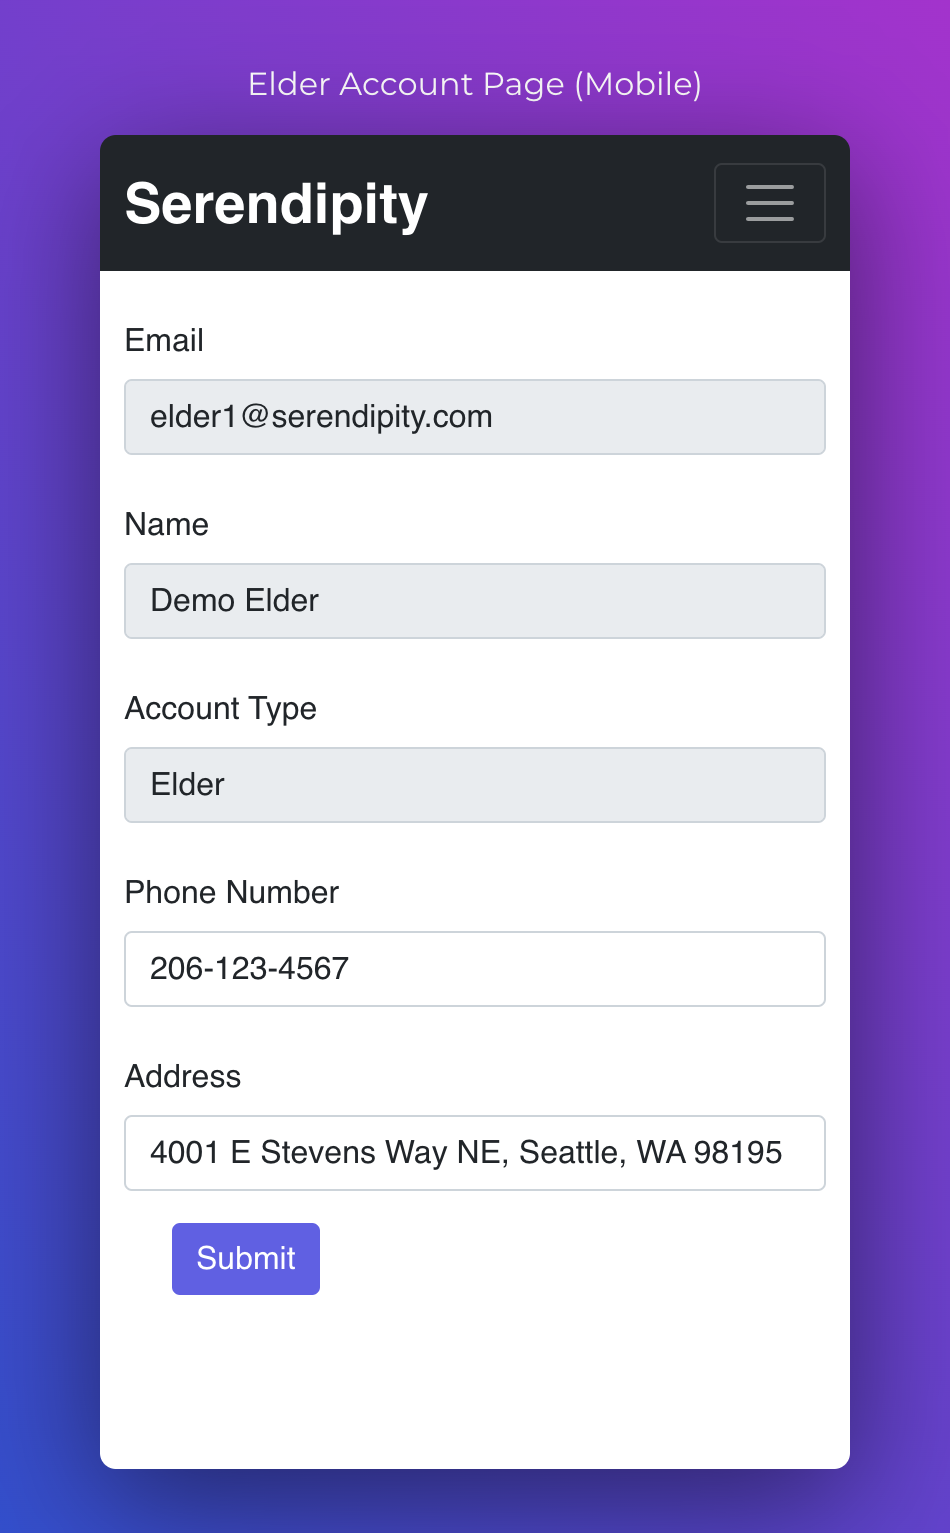 Elder Account Page (Mobile)
Serendipity
Email
elder1@serendipity.com
Name
Demo Elder
Account Type
Elder
Phone Number
206-123-4567
Address
4001 E Stevens Way NE, Seattle, WA 98195
Submit